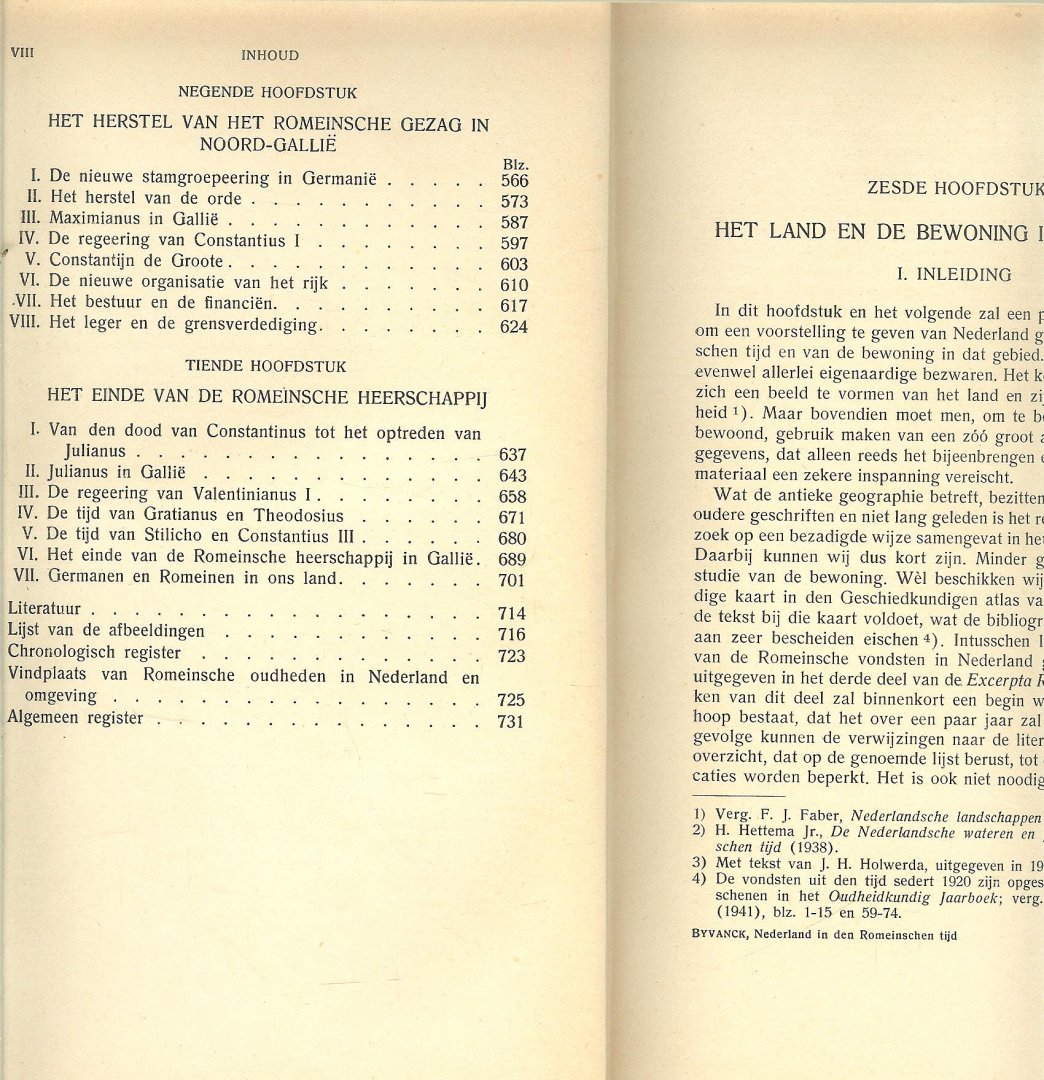 VIII INHOUD
NEGENDE HOOFDSTUK
HET HERSTEL VAN HET ROMEINSCHE GEZAG IN
NOORD-GALLIË
Blz.
I. De nieuwe stamgroepeering in Germanië . . . . . 566
II. Het herstel van de orde . . . . . . . . . . . . 573
III. Maximianus in Gallië . . . . . . . . . . . . . 587
IV. De regeering van Constantius I . . . . . . . . 597
V. Constantijn de Groote . . . . . . . . . . . . . 603
VI. De nieuwe organisatie van het rijk . . . . . . . 610
VII. Het bestuur en de financiën. . . . . . . . . . . 617
VIII. Het leger en de grensverdediging. . . . . . . . . 624
TIENDE HOOFDSTUK
HET EINDE VAN DE ROMEINSCHE HEERSCHAPPIJ
I. Van den dood van Constantinus tot het optreden van
Julianus . . . . . . . . . . . . . . . . . . 637
II. Julianus in Gallië . . . . . . . . . . . . . . 643
III. De regeering van Valentinianus I . . . . . . . . 658
IV. De tijd van Gratianus en Theodosius . . . . . . 671
V. De tijd van Stilicho en Constantius III . . . . . . 680
VI. Het einde van de Romeinsche heerschappij in Gallië. 689
VII. Germanen en Romeinen in ons land. . . . . . . 701
Literatuur . . . . . . . . . . . . . . . . . . . . 714
Lijst van de afbeeldingen . . . . . . . . . . . . . 716
Chronologisch register . . . . . . . . . . . . . . 723
Vindplaats van Romeinsche oudheden in Nederland en
omgeving . . . . . . . . . . . . . . . . . . . 725
Algemeen register . . . . . . . . . . . . . . . . . 731
ZESDE HOOFDSTUK
HET LAND EN DE BEWONING
I. INLEIDING
In dit hoofdstuk en het volgende zal een
om een voorstelling te geven van Nederland
schen tijd en van de bewoning in dat gebied.
evenwel allerlei eigenaardige bezwaren. Het
zich een beeld te vormen van het land en
heid 1). Maar bovendien moet men, om te
bewoond, gebruik maken van een zóó groot
gegevens, dat alleen reeds het bijeenbrengen
materiaal een zekere inspanning vereischt.
Wat de antieke geographie betreft, bezitten
oudere geschriften en niet lang geleden is het
zoek op een bezadigde wijze samengevat in
Daarbij kunnen wij dus kort zijn. Minder
studie van de bewoning. Wèl beschikken wij
dige kaart in den Geschiedkundigen atlas
de tekst bij die kaart voldoet, wat de
aan zeer bescheiden eischen 4). Intusschen
van de Romeinsche vondsten in Nederland
uitgegeven in het derde deel van de Excerpta
ken van dit deel zal binnenkort een begin
hoop bestaat, dat het over een paar jaar zal
gevolge kunnen de verwijzingen naar de
overzicht, dat op de genoemde lijst berust, tot
caties worden beperkt. Het is ook niet noodig
1) Verg. F. J. Faber, Nederlandsche landschappen
2) H. Hettema Jr., De Nederlandsche wateren en
schen tijd (1938).
3) Met tekst van J. H. Holwerda, uitgegeven in 19
4) De vondsten uit den tijd sedert 1920 zijn
schenen in het Oudheidkundig Jaarboek; verg.
(1941), blz. 1-15 en 59-74.
BYVANCK, Nederland in den Romeinschen tijd